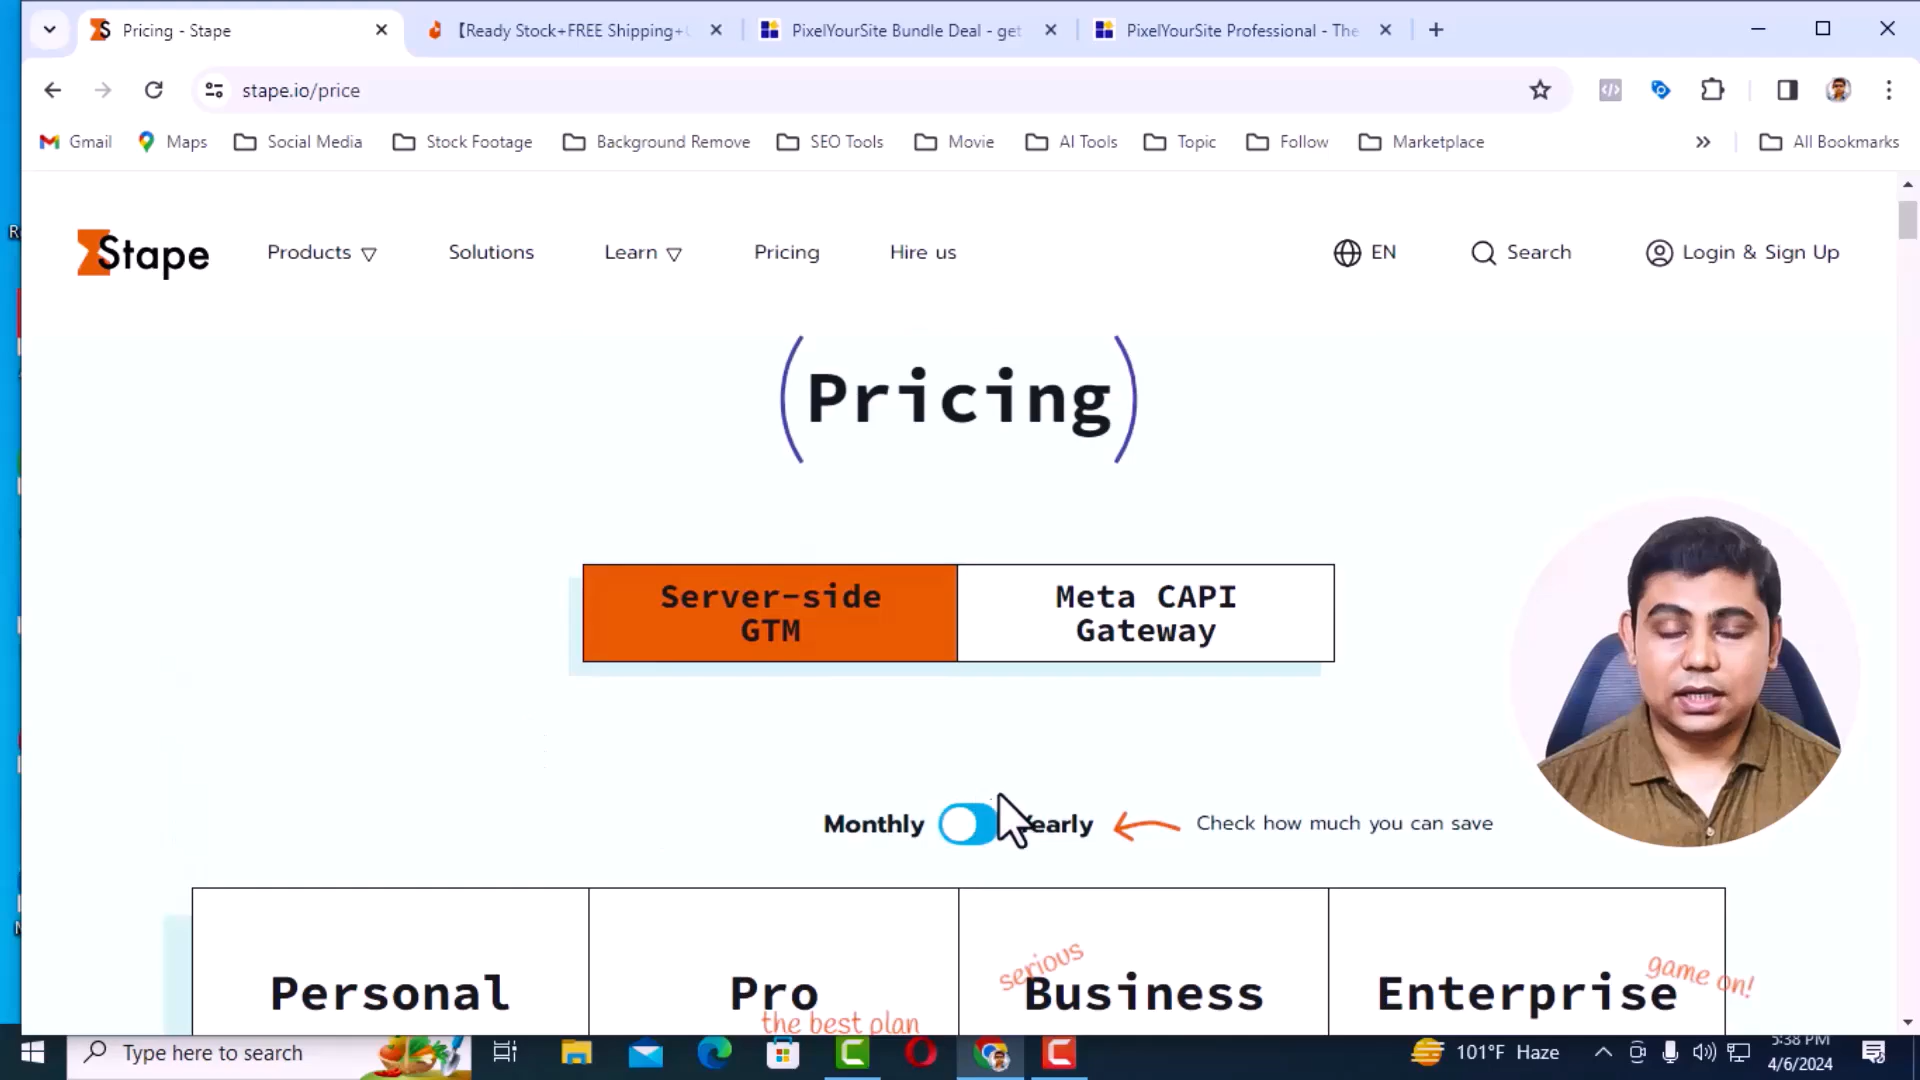 Pricing - Stape
【Ready Stock+FREE Shipping+
PixelYourSite Bundle Deal - get
PixelYourSite Professional - The
stape.io/price
Gmail
Maps
Social Media
Stock Footage
Background Remove
SEO Tools
Movie
AI Tools
Topic
Follow
Marketplace
All Bookmarks
Stape
Products
Solutions
Learn
Pricing
Hire us
EN
Search
Login & Sign Up
(Pricing)
Server-side
GTM
Meta CAPI
Gateway
Monthly
Yearly
Check how much you can save
Personal
Pro
the best plan
serious
Business
Enterprise
game on!
Type here to search
101°F Haze
5:38 PM
4/6/2024